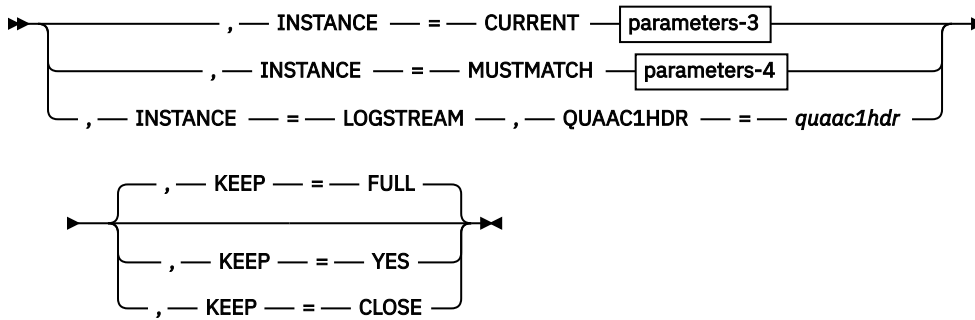 , INSTANCE = CURRENT parameters-3
, INSTANCE = MUSTMATCH parameters-4
, INSTANCE = LOGSTREAM , QUAAC1HDR = quaac1hdr
, KEEP = FULL
, KEEP = YES
, KEEP = CLOSE